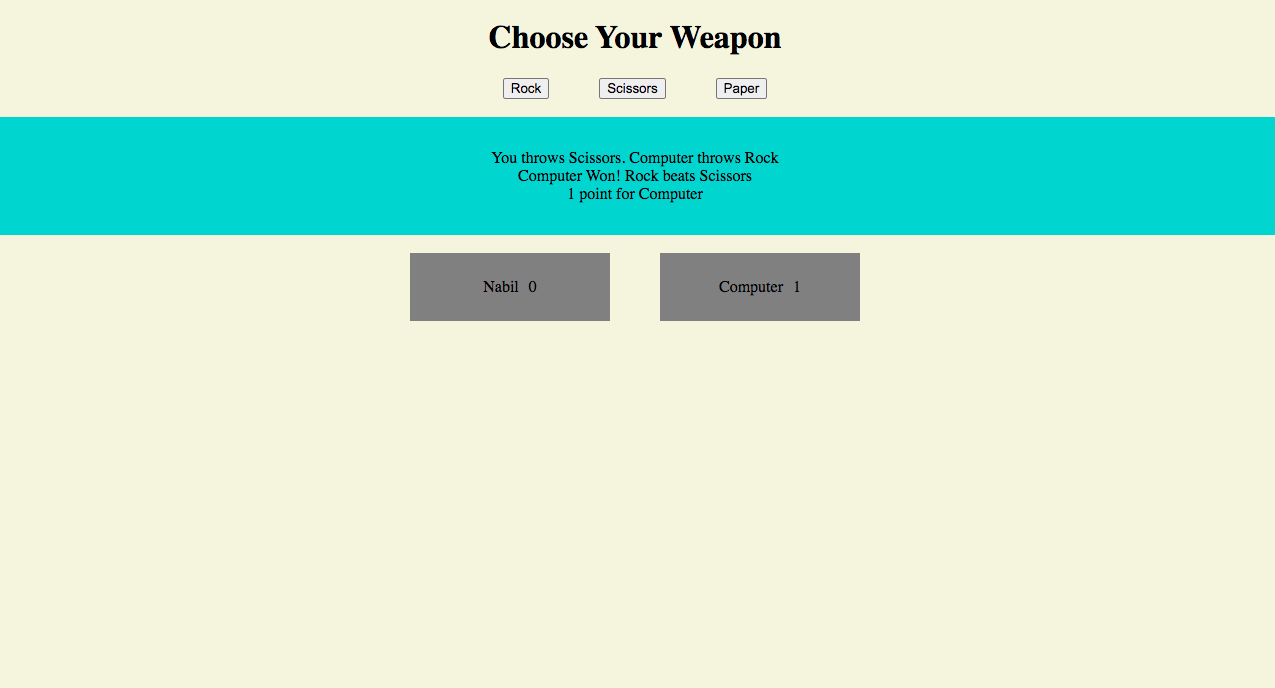 Choose Your Weapon
Rock Scissors Paper
You throws Scissors. Computer throws Rock
Computer Won! Rock beats Scissors
1 point for Computer
Nabil 0 Computer 1